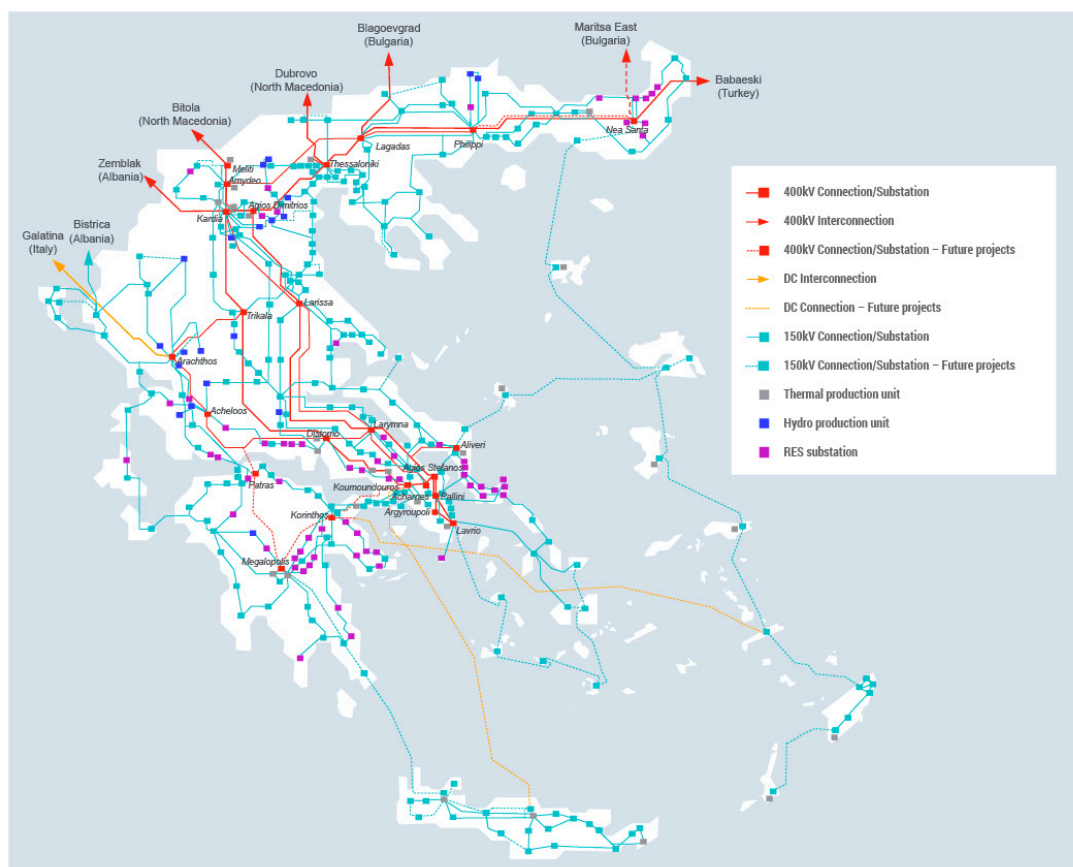 Blagoevgrad
(Bulgaria)
Maritsa East
(Bulgaria)
Dubrovo
(North Macedonia)
Babaeski
(Turkey)
Bitola
(North Macedonia)
Zemblak
(Albania)
Bistrica
(Albania)
Galatina
(Italy)
Nea Santa
Philippi
Lagadas
Thessaloniki
Meliti
Amydeo
Agios Dimitrios
Kardia
Larissa
Trikala
Arachthos
Acheloos
Larymna
Distomo
Aliveri
Agios Stefanos
Patras
Koumoundouros
Acharnes
Pallini
Argyroupoli
Korinthos
Lavrio
Megalopolis
400kV Connection/Substation
400kV Interconnection
400kV Connection/Substation – Future projects
DC Interconnection
DC Connection – Future projects
150kV Connection/Substation
150kV Connection/Substation – Future projects
Thermal production unit
Hydro production unit
RES substation